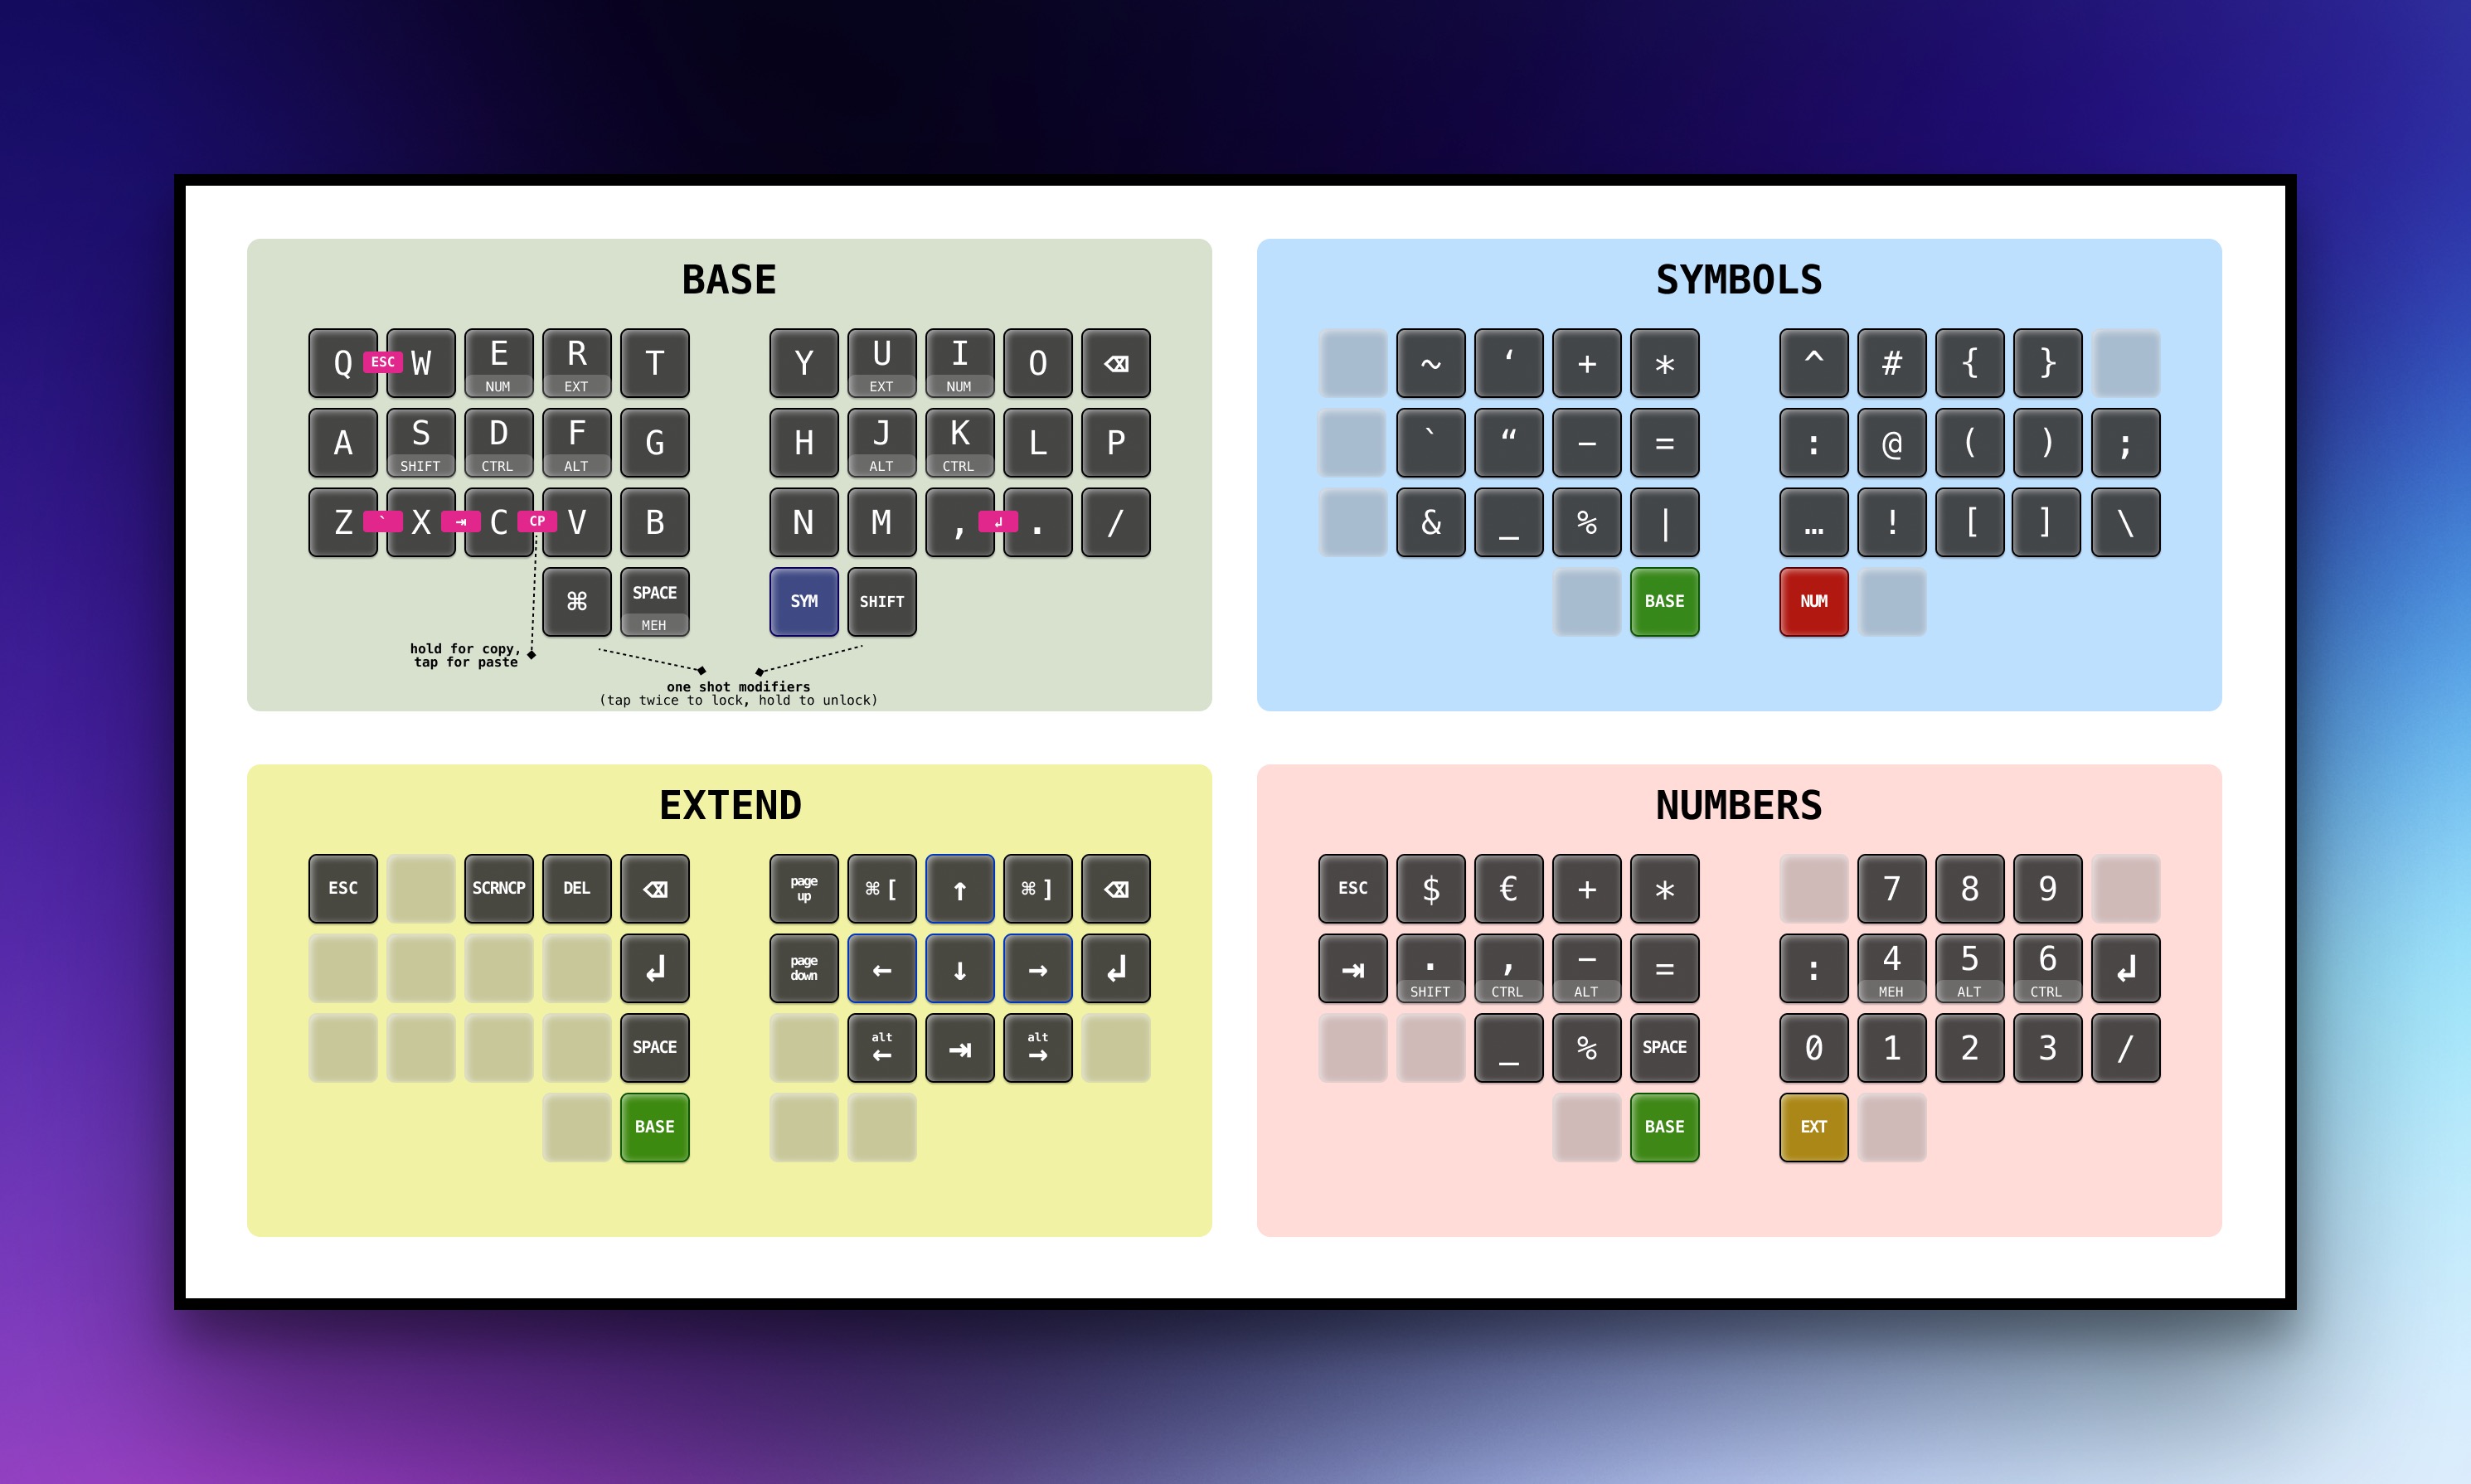 BASE
Q ESC W E R T Y U I O ⌫
NUM EXT EXT NUM
A S D F G H J K L P
SHIFT CTRL ALT ALT CTRL
Z ` X ⇥ C CP V B N M , ↲ . /
⌘ SPACE SYM SHIFT
MEH
hold for copy,
tap for paste
one shot modifiers
(tap twice to lock, hold to unlock)
SYMBOLS
~ ‘ + * ^ # { }
` “ − = : @ ( ) ;
& _ % | … ! [ ] \
BASE NUM
EXTEND
ESC SCRNCP DEL ⌫ page ⌘[ ↑ ⌘] ⌫
up
↲ page ← ↓ → ↲
down
SPACE alt ⇥ alt
← →
BASE
NUMBERS
ESC $ € + * 7 8 9
⇥ . , − = : 4 5 6 ↲
SHIFT CTRL ALT MEH ALT CTRL
_ % SPACE 0 1 2 3 /
BASE EXT